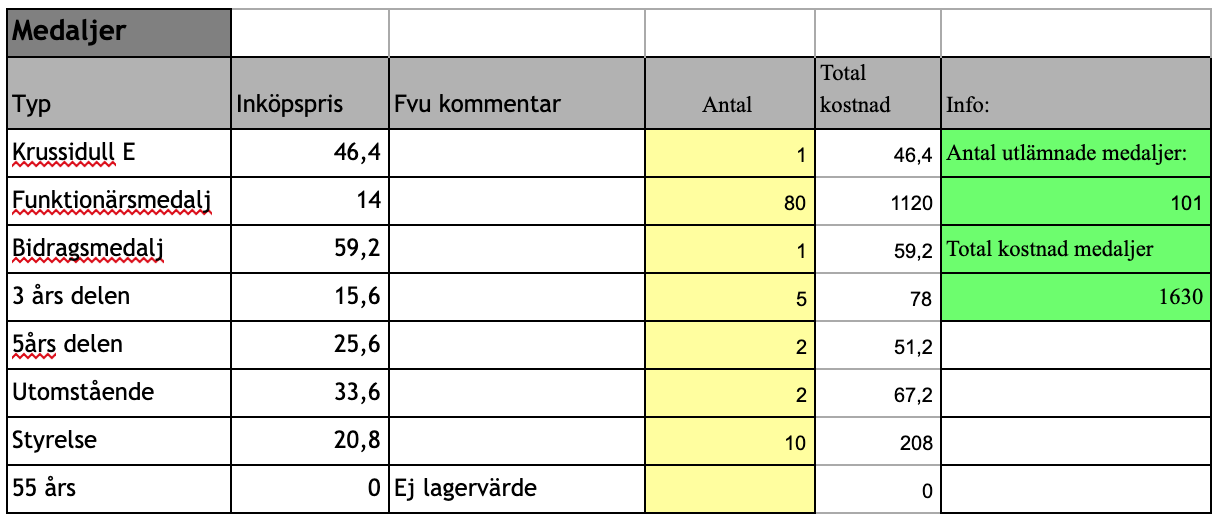 Medaljer
Typ Inköpspris Fvu kommentar Antal Total kostnad Info:
Krussidull E 46,4 1 46,4 Antal utlämnade medaljer:
Funktionärsmedalj 14 80 1120 101
Bidragsmedalj 59,2 1 59,2 Total kostnad medaljer
3 års delen 15,6 5 78 1630
5års delen 25,6 2 51,2
Utomstående 33,6 2 67,2
Styrelse 20,8 10 208
55 års 0 Ej lagervärde 0